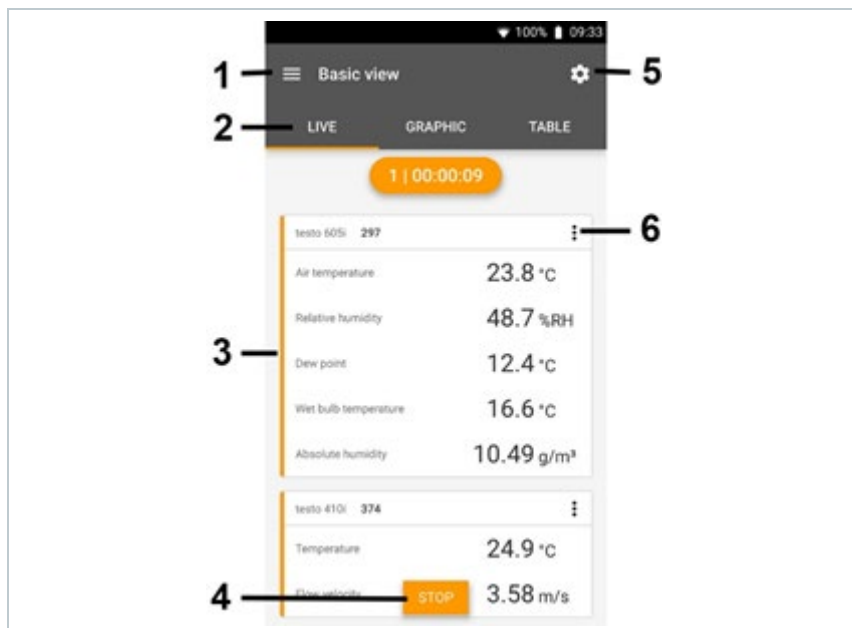 100% 09:33
1 Basic view 5
2 LIVE GRAPHIC TABLE
1 | 00:00:09
testo 605i 297 6
Air temperature 23.8 °C
Relative humidity 48.7 %RH
3 Dew point 12.4 °C
Wet bulb temperature 16.6 °C
Absolute humidity 10.49 g/m³
testo 410i 374
Temperature 24.9 °C
4 Flow velocity STOP 3.58 m/s